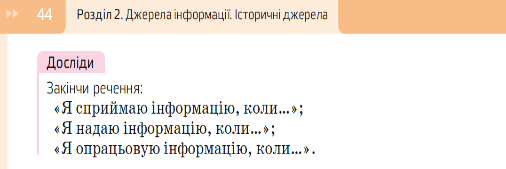 44 Розділ 2. Джерела інформації. Історичні джерела
Досліди
Закінчи речення:
«Я сприймаю інформацію, коли...»;
«Я надаю інформацію, коли...»;
«Я опрацьовую інформацію, коли...».